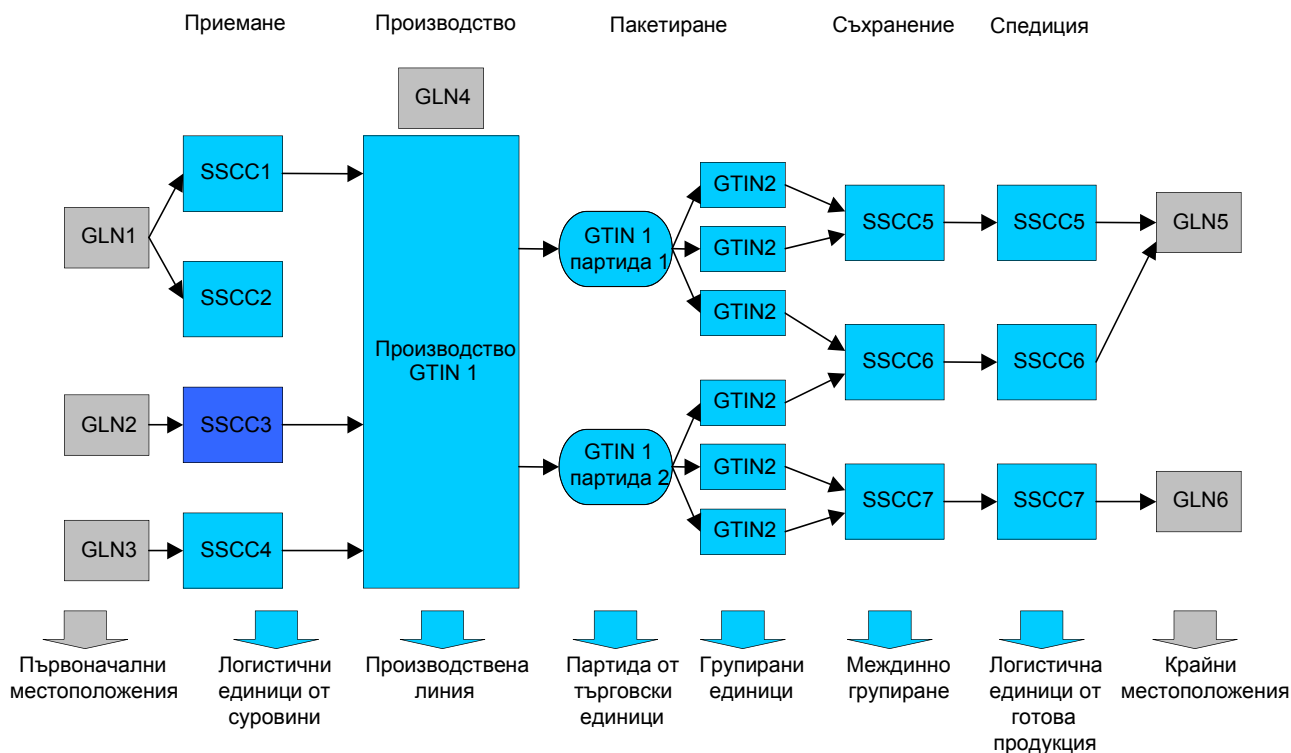 Приемане
Производство
Пакетиране
Съхранение
Спедиция
GLN4
SSCC1
GLN1
SSCC2
GLN2
SSCC3
GLN3
SSCC4
Производство
GTIN 1
GTIN 1
партида 1
GTIN 1
партида 2
GTIN2
GTIN2
GTIN2
GTIN2
GTIN2
GTIN2
SSCC5
SSCC6
SSCC7
SSCC5
SSCC6
SSCC7
GLN5
GLN6
Първоначални
местоположения
Логистични
единици от
суровини
Производствена
линия
Партида от
търговски
единици
Групирани
единици
Междинно
групиране
Логистична
единици от
готова
продукция
Крайни
местоположения